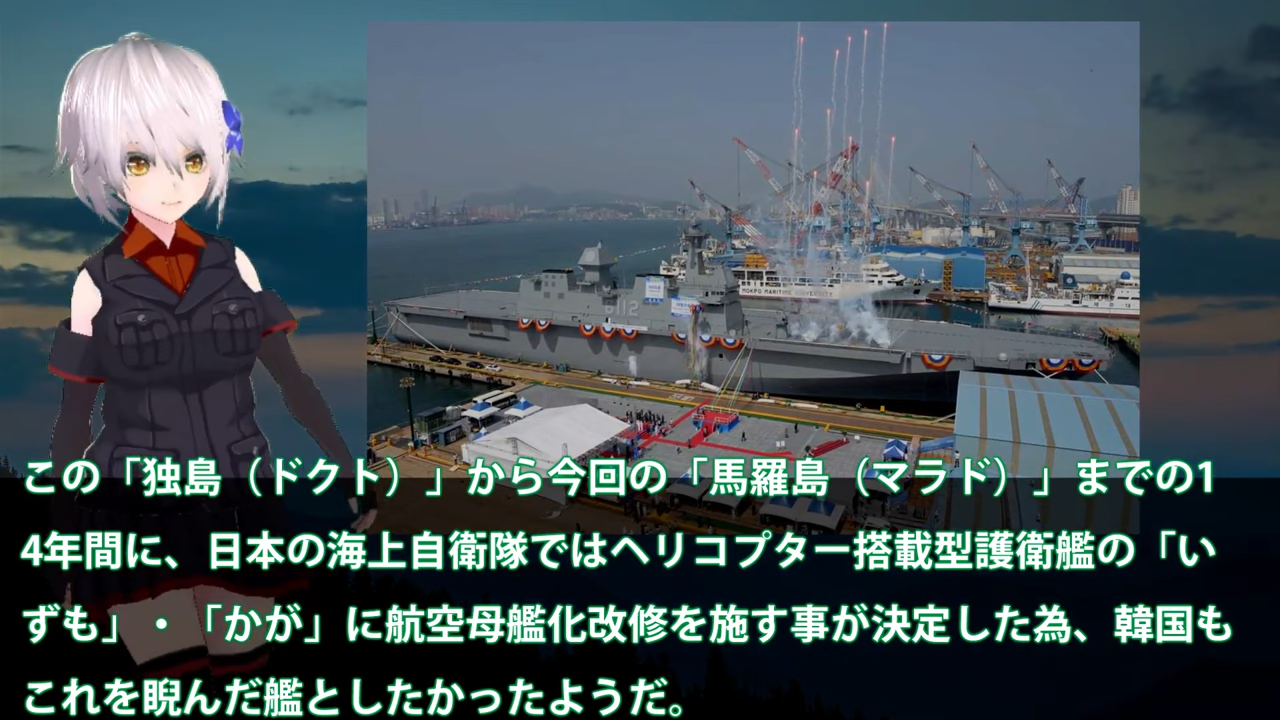 6112
MOKPO MARITIME UNIVERSITY
この「独島（ドクト）」から今回の「馬羅島（マラド）」までの1
4年間に、日本の海上自衛隊ではヘリコプター搭載型護衛艦の「い
ずも」・「かが」に航空母艦化改修を施す事が決定した為、韓国も
これを睨んだ艦としたかったようだ。